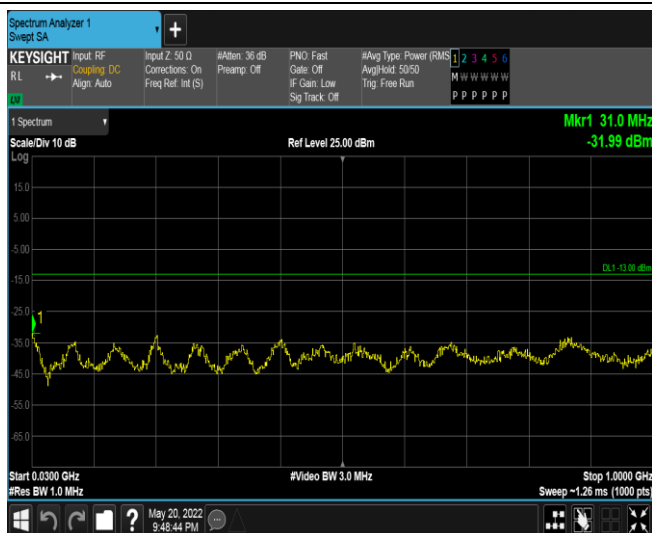 Spectrum Analyzer 1
Swept SA
+
KEYSIGHT
RL
Input: RF
Coupling: DC
Align: Auto
Input Z: 50 Ω
Corrections: On
Freq Ref: Int (S)
#Atten: 36 dB
Preamp: Off
PNO: Fast
Gate: Off
IF Gain: Low
Sig Track: Off
#Avg Type: Power (RMS
Avg|Hold: 50/50
Trig: Free Run
1 2 3 4 5 6
M W W W W W
P P P P P P
1 Spectrum
Mkr1 31.0 MHz
Scale/Div 10 dB
Ref Level 25.00 dBm
-31.99 dBm
Log
15.0
5.00
-5.00
DL1 -13.00 dBm
-15.0
-25.0
1
-35.0
-45.0
-55.0
-65.0
Start 0.0300 GHz
#Video BW 3.0 MHz
Stop 1.0000 GHz
#Res BW 1.0 MHz
Sweep ~1.26 ms (1000 pts)
?
May 20, 2022
9:48:44 PM